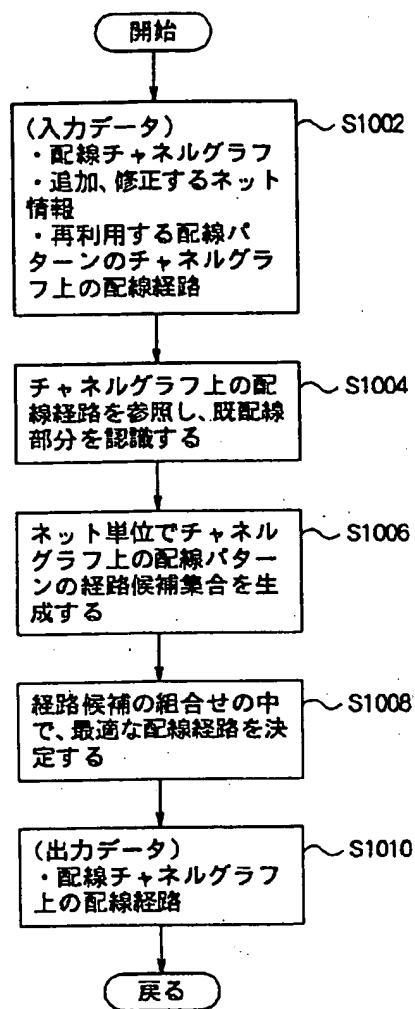 開始
(入力データ)
・配線チャネルグラフ
・追加、修正するネット
情報
・再利用する配線パ
ターンのチャネルグラ
フ上の配線経路
S1002
チャネルグラフ上の配
線経路を参照し、既配線
部分を認識する
S1004
ネット単位でチャネル
グラフ上の配線パター
ンの経路候補集合を生
成する
S1006
経路候補の組合せの中
で、最適な配線経路を決
定する
S1008
(出力データ)
・配線チャネルグラフ
上の配線経路
S1010
戻る